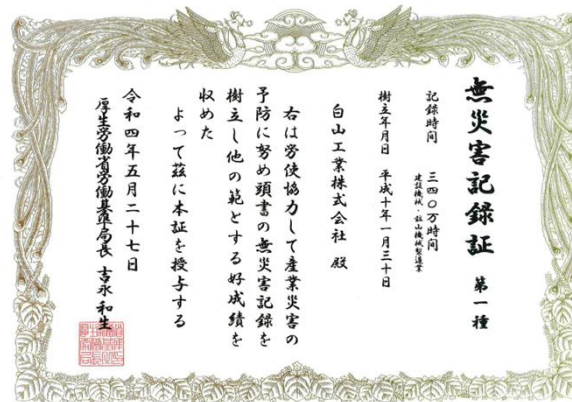 無災害記録証 第一種
記録時間 三四〇万時間
建設機械・鉱山機械製造業
樹立年月日 平成十年一月三十日
白山工業株式会社 殿
右は労使協力して産業災害の
予防に努め頭書の無災害記録を
樹立し他の範とする好成績を
収めた
よって茲に本証を授与する
令和四年五月二十七日
厚生労働省労働基準局長 吉永和生